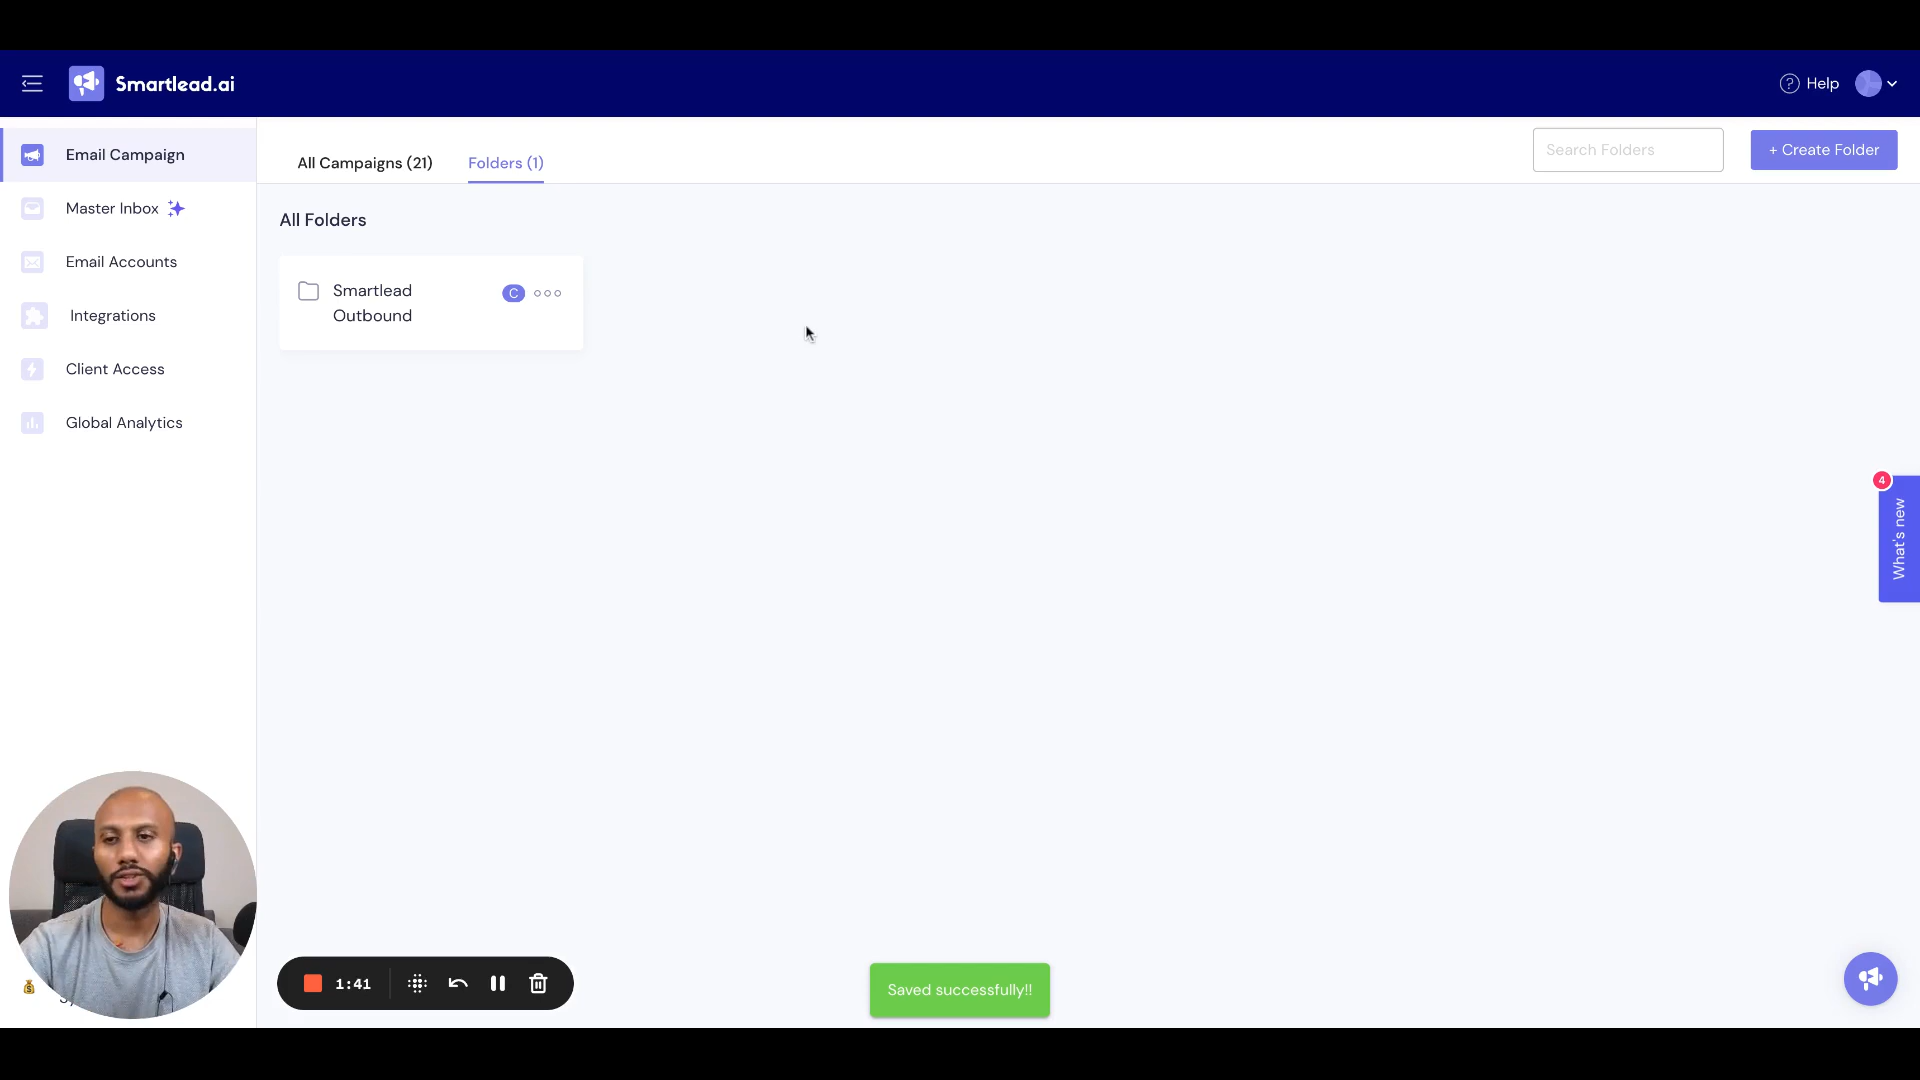 Smartlead.ai
? Help
Email Campaign
Master Inbox
Email Accounts
Integrations
Client Access
Global Analytics
All Campaigns (21)
Folders (1)
Search Folders
+ Create Folder
All Folders
Smartlead
Outbound
C
4
What's new
1:41
Saved successfully!!